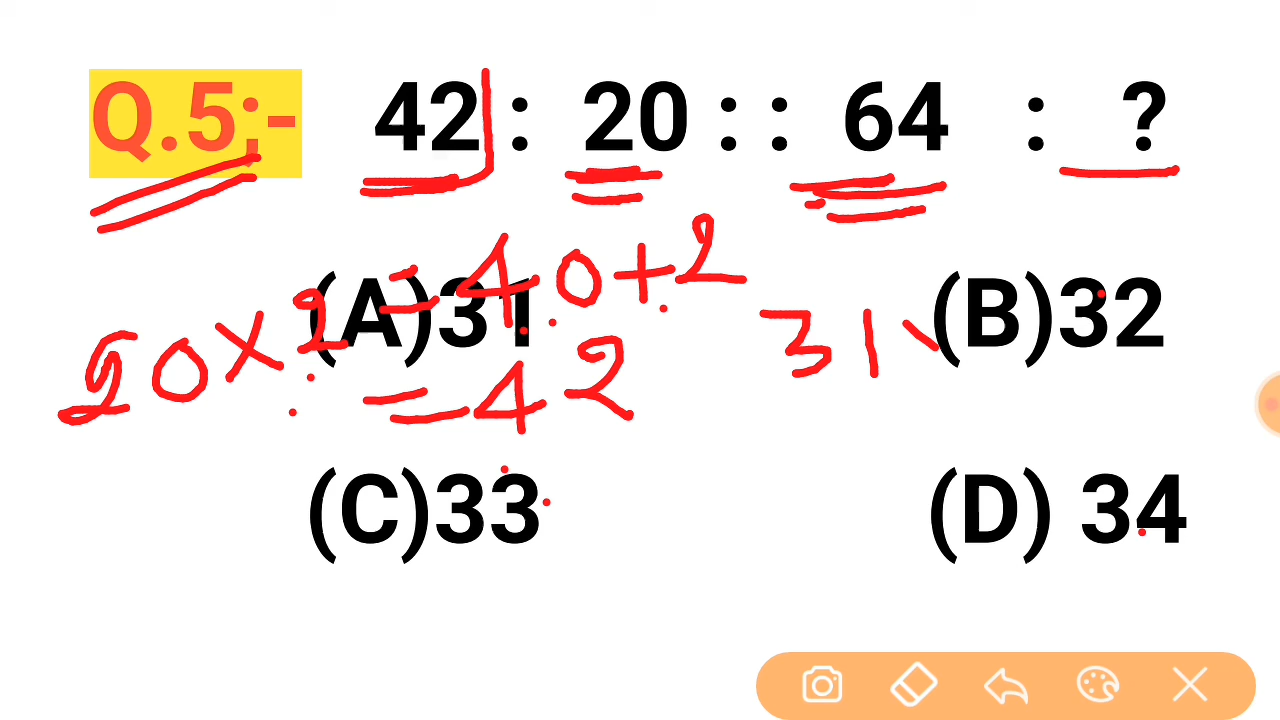 Q.5:- 42 : 20 : : 64 : ?
(A)31 (B)32
20 x 2 = 40 + 2
= 42
31
(C)33 (D) 34